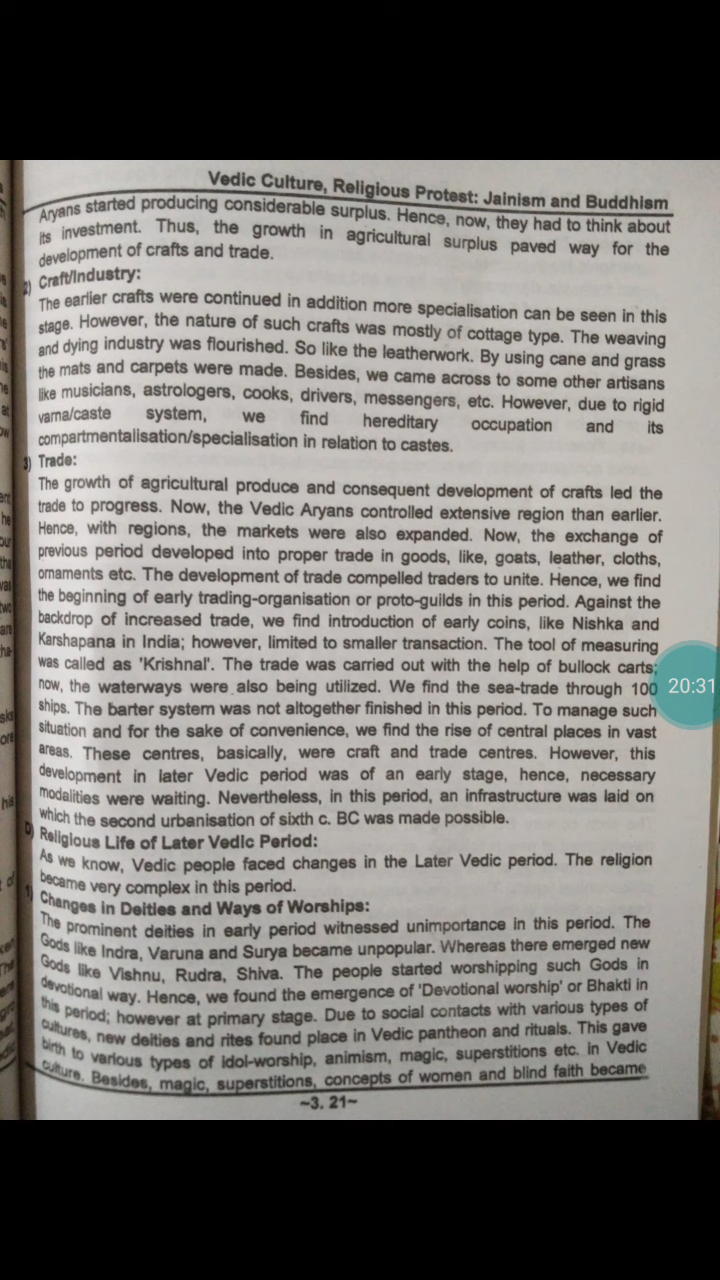 Vedic Culture, Religious Protest: Jainism and Buddhism
Aryans started producing considerable surplus. Hence, now, they had to think about
its investment. Thus, the growth in agricultural surplus paved way for the
development of crafts and trade.
2) Craft/Industry:
The earlier crafts were continued in addition more specialisation can be seen in this
stage. However, the nature of such crafts was mostly of cottage type. The weaving
and dying industry was flourished. So like the leatherwork. By using cane and grass
the mats and carpets were made. Besides, we came across to some other artisans
like musicians, astrologers, cooks, drivers, messengers, etc. However, due to rigid
varna/caste system, we find hereditary occupation and its
compartmentalisation/specialisation in relation to castes.
3) Trade:
The growth of agricultural produce and consequent development of crafts led the
trade to progress. Now, the Vedic Aryans controlled extensive region than earlier.
Hence, with regions, the markets were also expanded. Now, the exchange of
previous period developed into proper trade in goods, like, goats, leather, cloths,
ornaments etc. The development of trade compelled traders to unite. Hence, we find
the beginning of early trading-organisation or proto-guilds in this period. Against the
backdrop of increased trade, we find introduction of early coins, like Nishka and
Karshapana in India; however, limited to smaller transaction. The tool of measuring
was called as 'Krishnal'. The trade was carried out with the help of bullock carts;
now, the waterways were also being utilized. We find the sea-trade through 100
20:31
ships. The barter system was not altogether finished in this period. To manage such
situation and for the sake of convenience, we find the rise of central places in vast
areas. These centres, basically, were craft and trade centres. However, this
development in later Vedic period was of an early stage, hence, necessary
modalities were waiting. Nevertheless, in this period, an infrastructure was laid on
which the second urbanisation of sixth c. BC was made possible.
D) Religious Life of Later Vedic Period:
As we know, Vedic people faced changes in the Later Vedic period. The religion
became very complex in this period.
1) Changes in Deities and Ways of Worships:
The prominent deities in early period witnessed unimportance in this period. The
Gods like Indra, Varuna and Surya became unpopular. Whereas there emerged new
Gods like Vishnu, Rudra, Shiva. The people started worshipping such Gods in
devotional way. Hence, we found the emergence of 'Devotional worship' or Bhakti in
this period; however at primary stage. Due to social contacts with various types of
cultures, new deities and rites found place in Vedic pantheon and rituals. This gave
birth to various types of idol-worship, animism, magic, superstitions etc. in Vedic
culture. Besides, magic, superstitions, concepts of women and blind faith became
~3. 21~